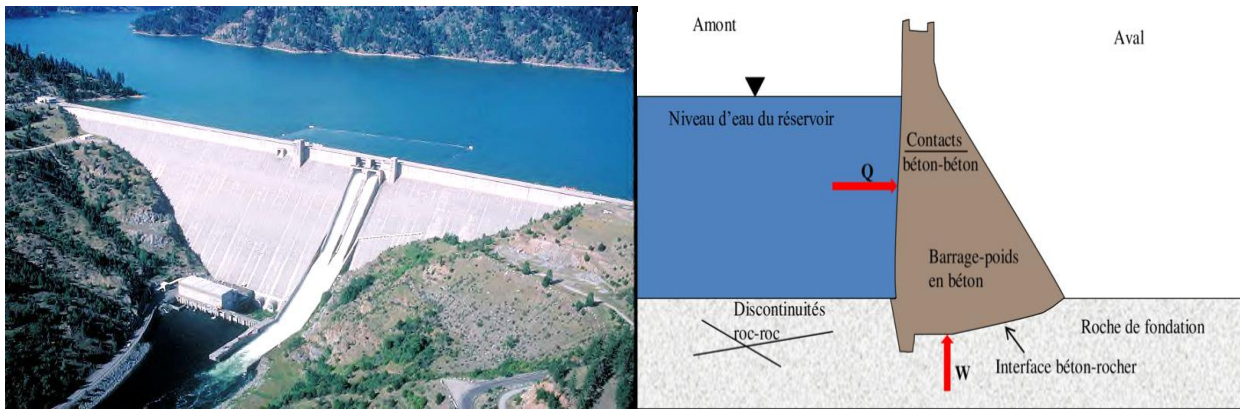 Amont
Aval
Niveau d'eau du réservoir
Contacts
béton-béton
Q
Barrage-poids
en béton
Discontinuités
roc-roc
Roche de fondation
Interface béton-rocher
W